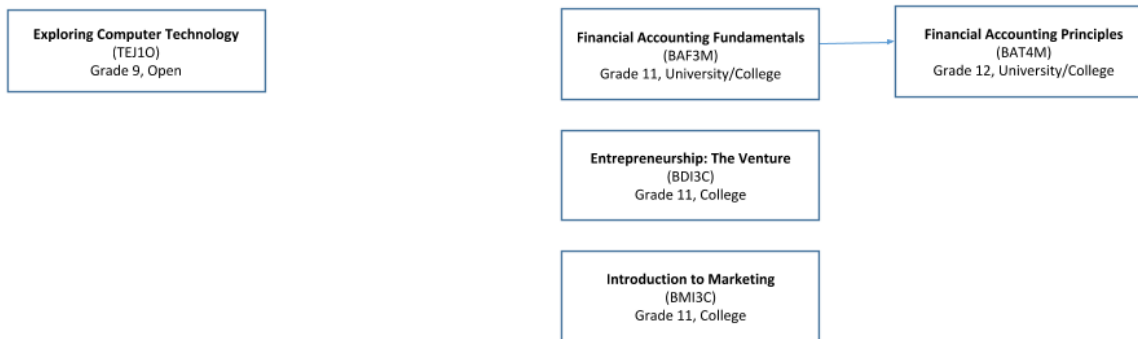 Exploring Computer Technology
(TEJ1O)
Grade 9, Open
Financial Accounting Fundamentals
(BAF3M)
Grade 11, University/College
Financial Accounting Principles
(BAT4M)
Grade 12, University/College
Entrepreneurship: The Venture
(BDI3C)
Grade 11, College
Introduction to Marketing
(BMI3C)
Grade 11, College